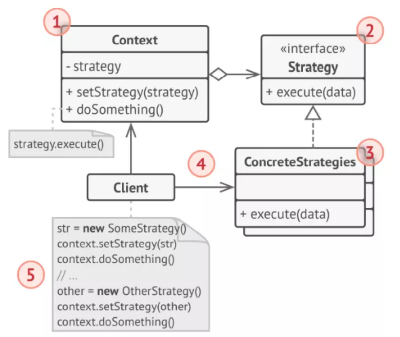 1
Context
- strategy
+ setStrategy(strategy)
+ doSomething()
strategy.execute()
2
«interface»
Strategy
+ execute(data)
3
ConcreteStrategies
+ execute(data)
4
Client
5
str = new SomeStrategy()
context.setStrategy(str)
context.doSomething()
// ...
other = new OtherStrategy()
context.setStrategy(other)
context.doSomething()